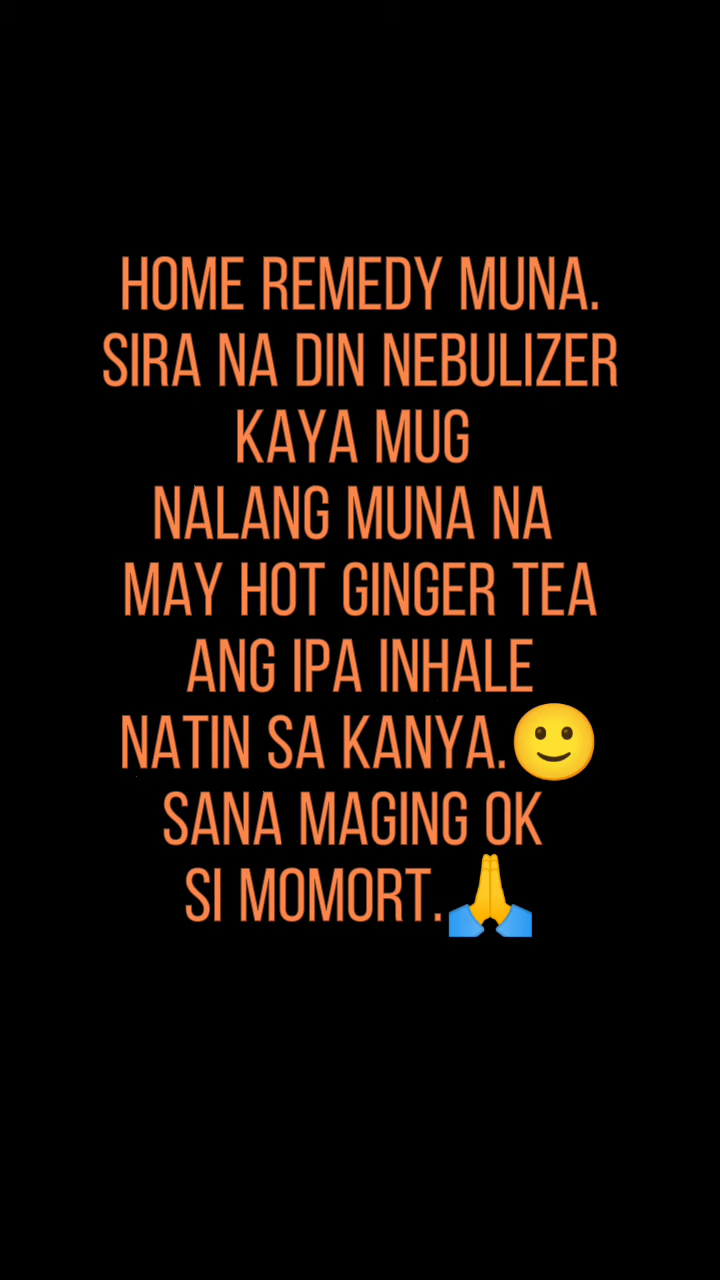 HOME REMEDY MUNA.
SIRA NA DIN NEBULIZER
KAYA MUG
NALANG MUNA NA
MAY HOT GINGER TEA
ANG IPA INHALE
NATIN SA KANYA.🙂
SANA MAGING OK
SI MOMORT.🙏